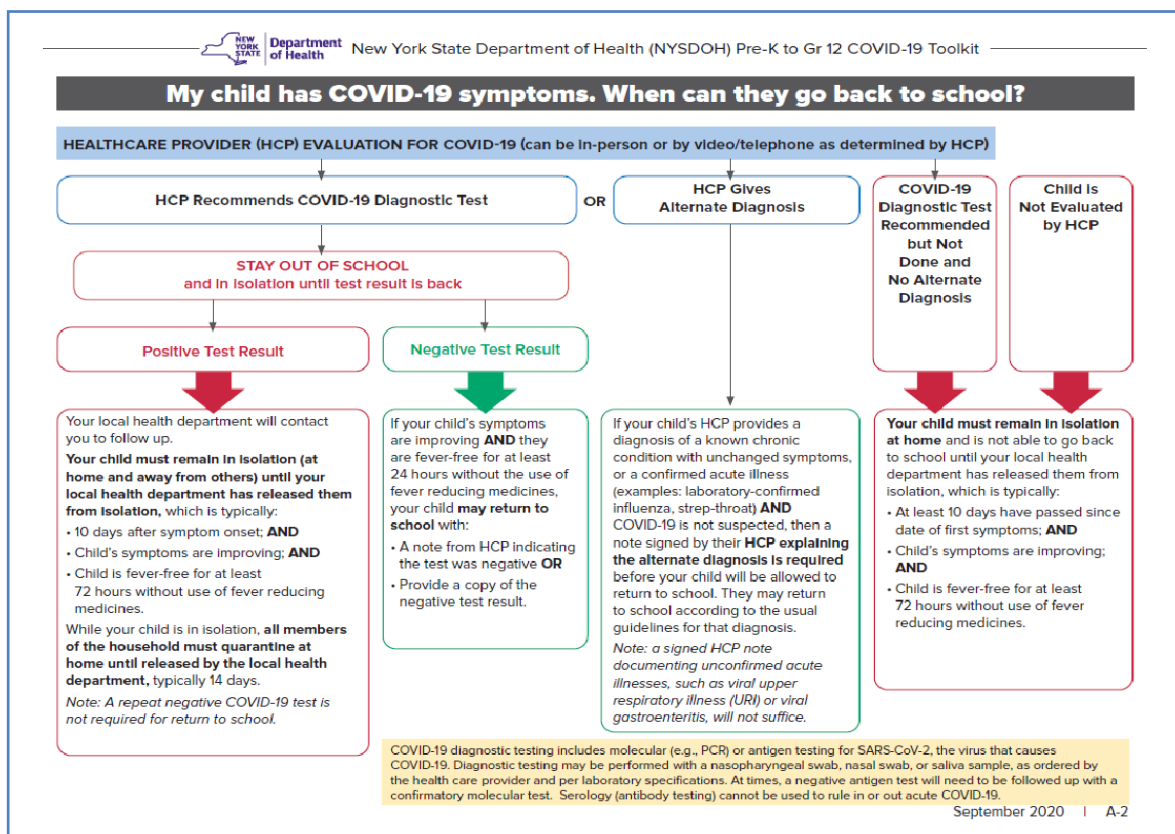 NEW
YORK
STATE
Department
of Health
New York State Department of Health (NYSDOH) Pre-K to Gr 12 COVID-19 Toolkit
My child has COVID-19 symptoms. When can they go back to school?
HEALTHCARE PROVIDER (HCP) EVALUATION FOR COVID-19 (can be in-person or by video/telephone as determined by HCP)
HCP Recommends COVID-19 Diagnostic Test
OR
HCP Gives
Alternate Diagnosis
COVID-19
Diagnostic Test
Recommended
but Not
Done and
No Alternate
Diagnosis
Child is
Not Evaluated
by HCP
STAY OUT OF SCHOOL
and in isolation until test result is back
Positive Test Result
Negative Test Result
Your local health department will contact
you to follow up.
Your child must remain in isolation (at
home and away from others) until your
local health department has released them
from isolation, which is typically:
• 10 days after symptom onset; AND
• Child's symptoms are improving; AND
• Child is fever-free for at least
72 hours without use of fever reducing
medicines.
While your child is in isolation, all members
of the household must quarantine at
home until released by the local health
department, typically 14 days.
Note: A repeat negative COVID-19 test is
not required for return to school.
If your child's symptoms
are improving AND they
are fever-free for at least
24 hours without the use of
fever reducing medicines,
your child may return to
school with:
• A note from HCP indicating
the test was negative OR
• Provide a copy of the
negative test result.
If your child's HCP provides a
diagnosis of a known chronic
condition with unchanged symptoms,
or a confirmed acute illness
(examples: laboratory-confirmed
influenza, strep-throat) AND
COVID-19 is not suspected, then a
note signed by their HCP explaining
the alternate diagnosis is required
before your child will be allowed to
return to school. They may return
to school according to the usual
guidelines for that diagnosis.
Note: a signed HCP note
documenting unconfirmed acute
illnesses, such as viral upper
respiratory illness (URI) or viral
gastroenteritis, will not suffice.
Your child must remain in isolation
at home and is not able to go back
to school until your local health
department has released them from
isolation, which is typically:
• At least 10 days have passed since
date of first symptoms; AND
• Child's symptoms are improving;
AND
• Child is fever-free for at least
72 hours without use of fever
reducing medicines.
COVID-19 diagnostic testing includes molecular (e.g., PCR) or antigen testing for SARS-CoV-2, the virus that causes
COVID-19. Diagnostic testing may be performed with a nasopharyngeal swab, nasal swab, or saliva sample, as ordered
by the health care provider and per laboratory specifications. At times, a negative antigen test will need to be followed up with a
confirmatory molecular test. Serology (antibody testing) cannot be used to rule in or out acute COVID-19.
September 2020 | A-2